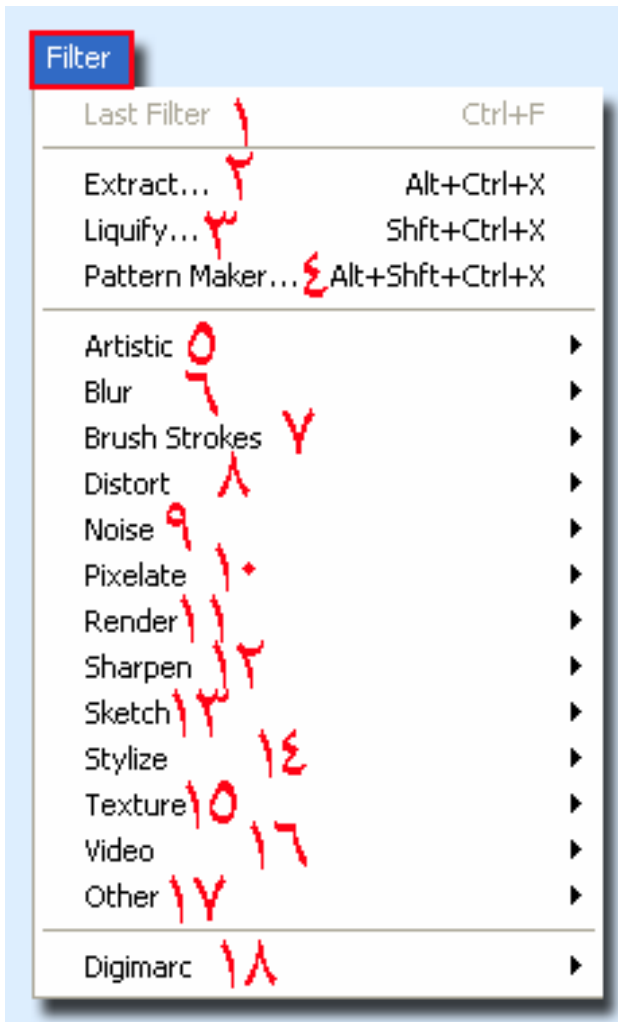 Filter
Last Filter ١ Ctrl+F
Extract... ٢ Alt+Ctrl+X
Liquify... ٣ Shft+Ctrl+X
Pattern Maker... ٤ Alt+Shft+Ctrl+X
Artistic ٥
Blur ٦
Brush Strokes ٧
Distort ٨
Noise ٩
Pixelate ١٠
Render ١١
Sharpen ١٢
Sketch ١٣
Stylize ١٤
Texture ١٥
Video ١٦
Other ١٧
Digimarc ١٨